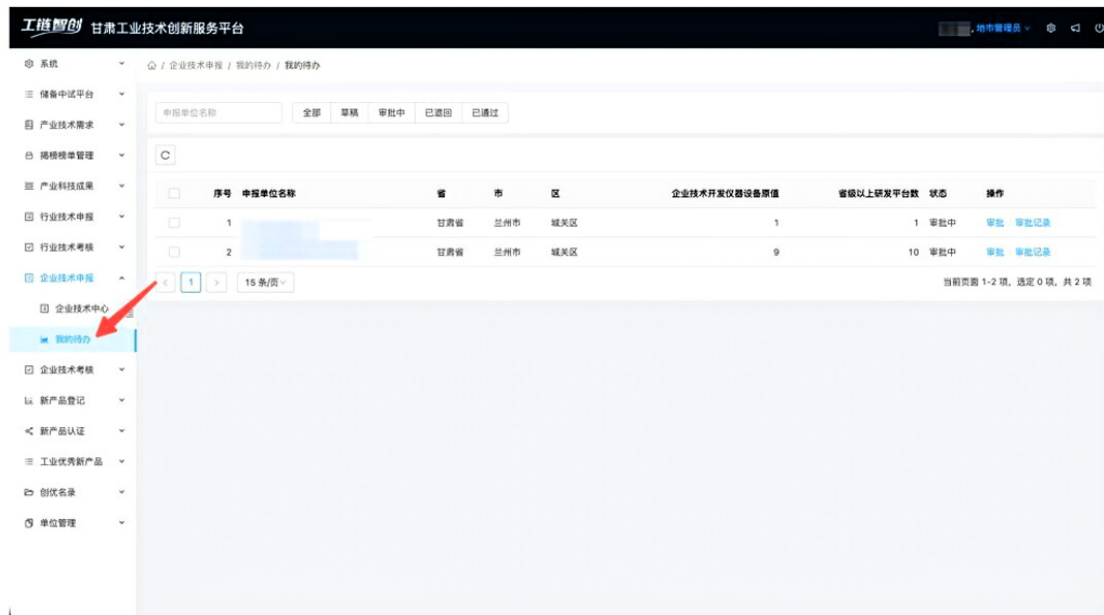 工链智创 甘肃工业技术创新服务平台
, 地市管理员
系统
/ 企业技术申报 / 我的待办 / 我的待办
储备中试平台
申报单位名称 全部 草稿 审批中 已退回 已通过
产业技术需求
揭榜榜单管理
产业科技成果
序号 申报单位名称 省 市 区 企业技术开发仪器设备原值 省级以上研发平台数 状态 操作
行业技术申报
1 甘肃省 兰州市 城关区 1 1 审批中 审批 审批记录
行业技术考核
2 甘肃省 兰州市 城关区 9 10 审批中 审批 审批记录
企业技术申报
< 1 > 15 条/页 当前页面 1-2 项, 选定 0 项, 共 2 项
企业技术中心
我的待办
企业技术考核
新产品登记
新产品认证
工业优秀新产品
创优名录
单位管理